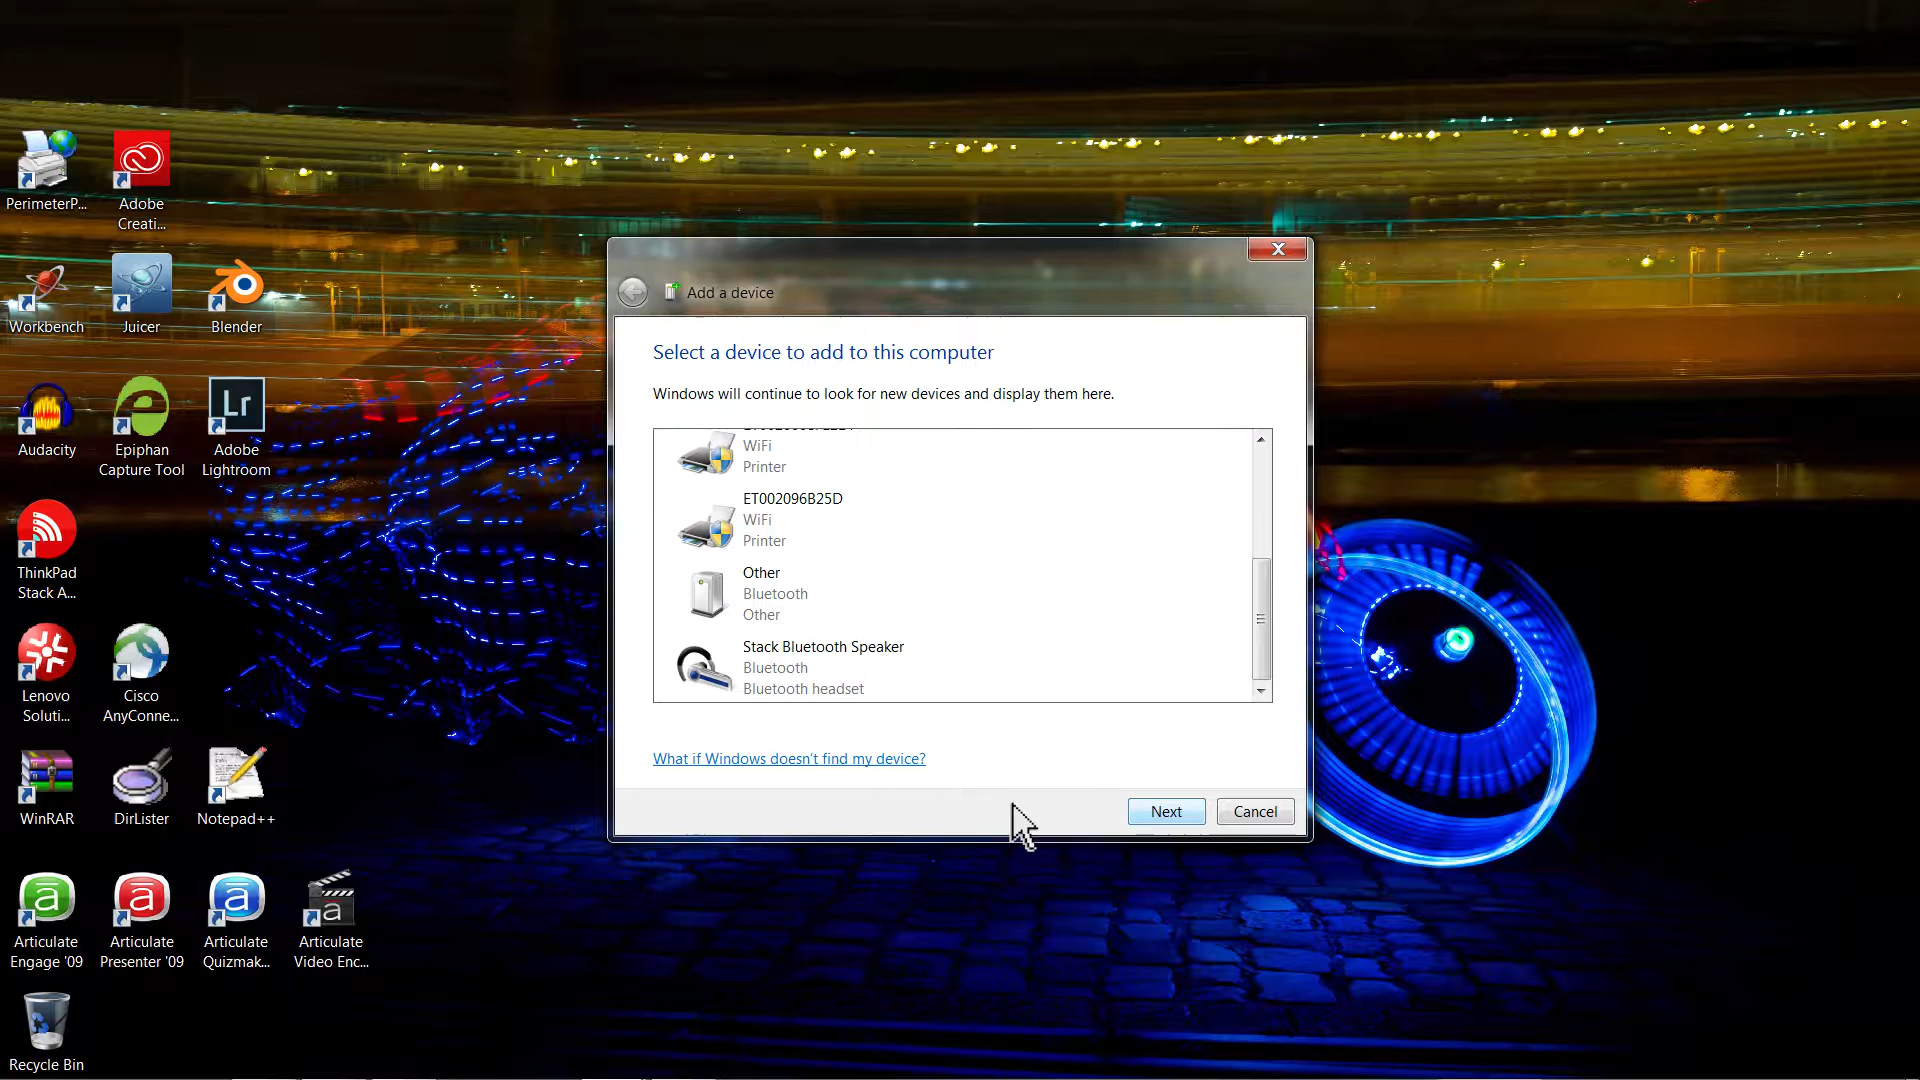 PerimeterP...
Adobe
Creati...
Workbench
Juicer
Blender
Audacity
Epiphan
Capture Tool
Lr
Adobe
Lightroom
ThinkPad
Stack A...
Lenovo
Soluti...
Cisco
AnyConne...
WinRAR
DirLister
Notepad++
Articulate
Engage '09
Articulate
Presenter '09
Articulate
Quizmak...
Articulate
Video Enc...
Recycle Bin
Add a device
Select a device to add to this computer
Windows will continue to look for new devices and display them here.
WiFi
Printer
ET002096B25D
WiFi
Printer
Other
Bluetooth
Other
Stack Bluetooth Speaker
Bluetooth
Bluetooth headset
What if Windows doesn't find my device?
Next
Cancel